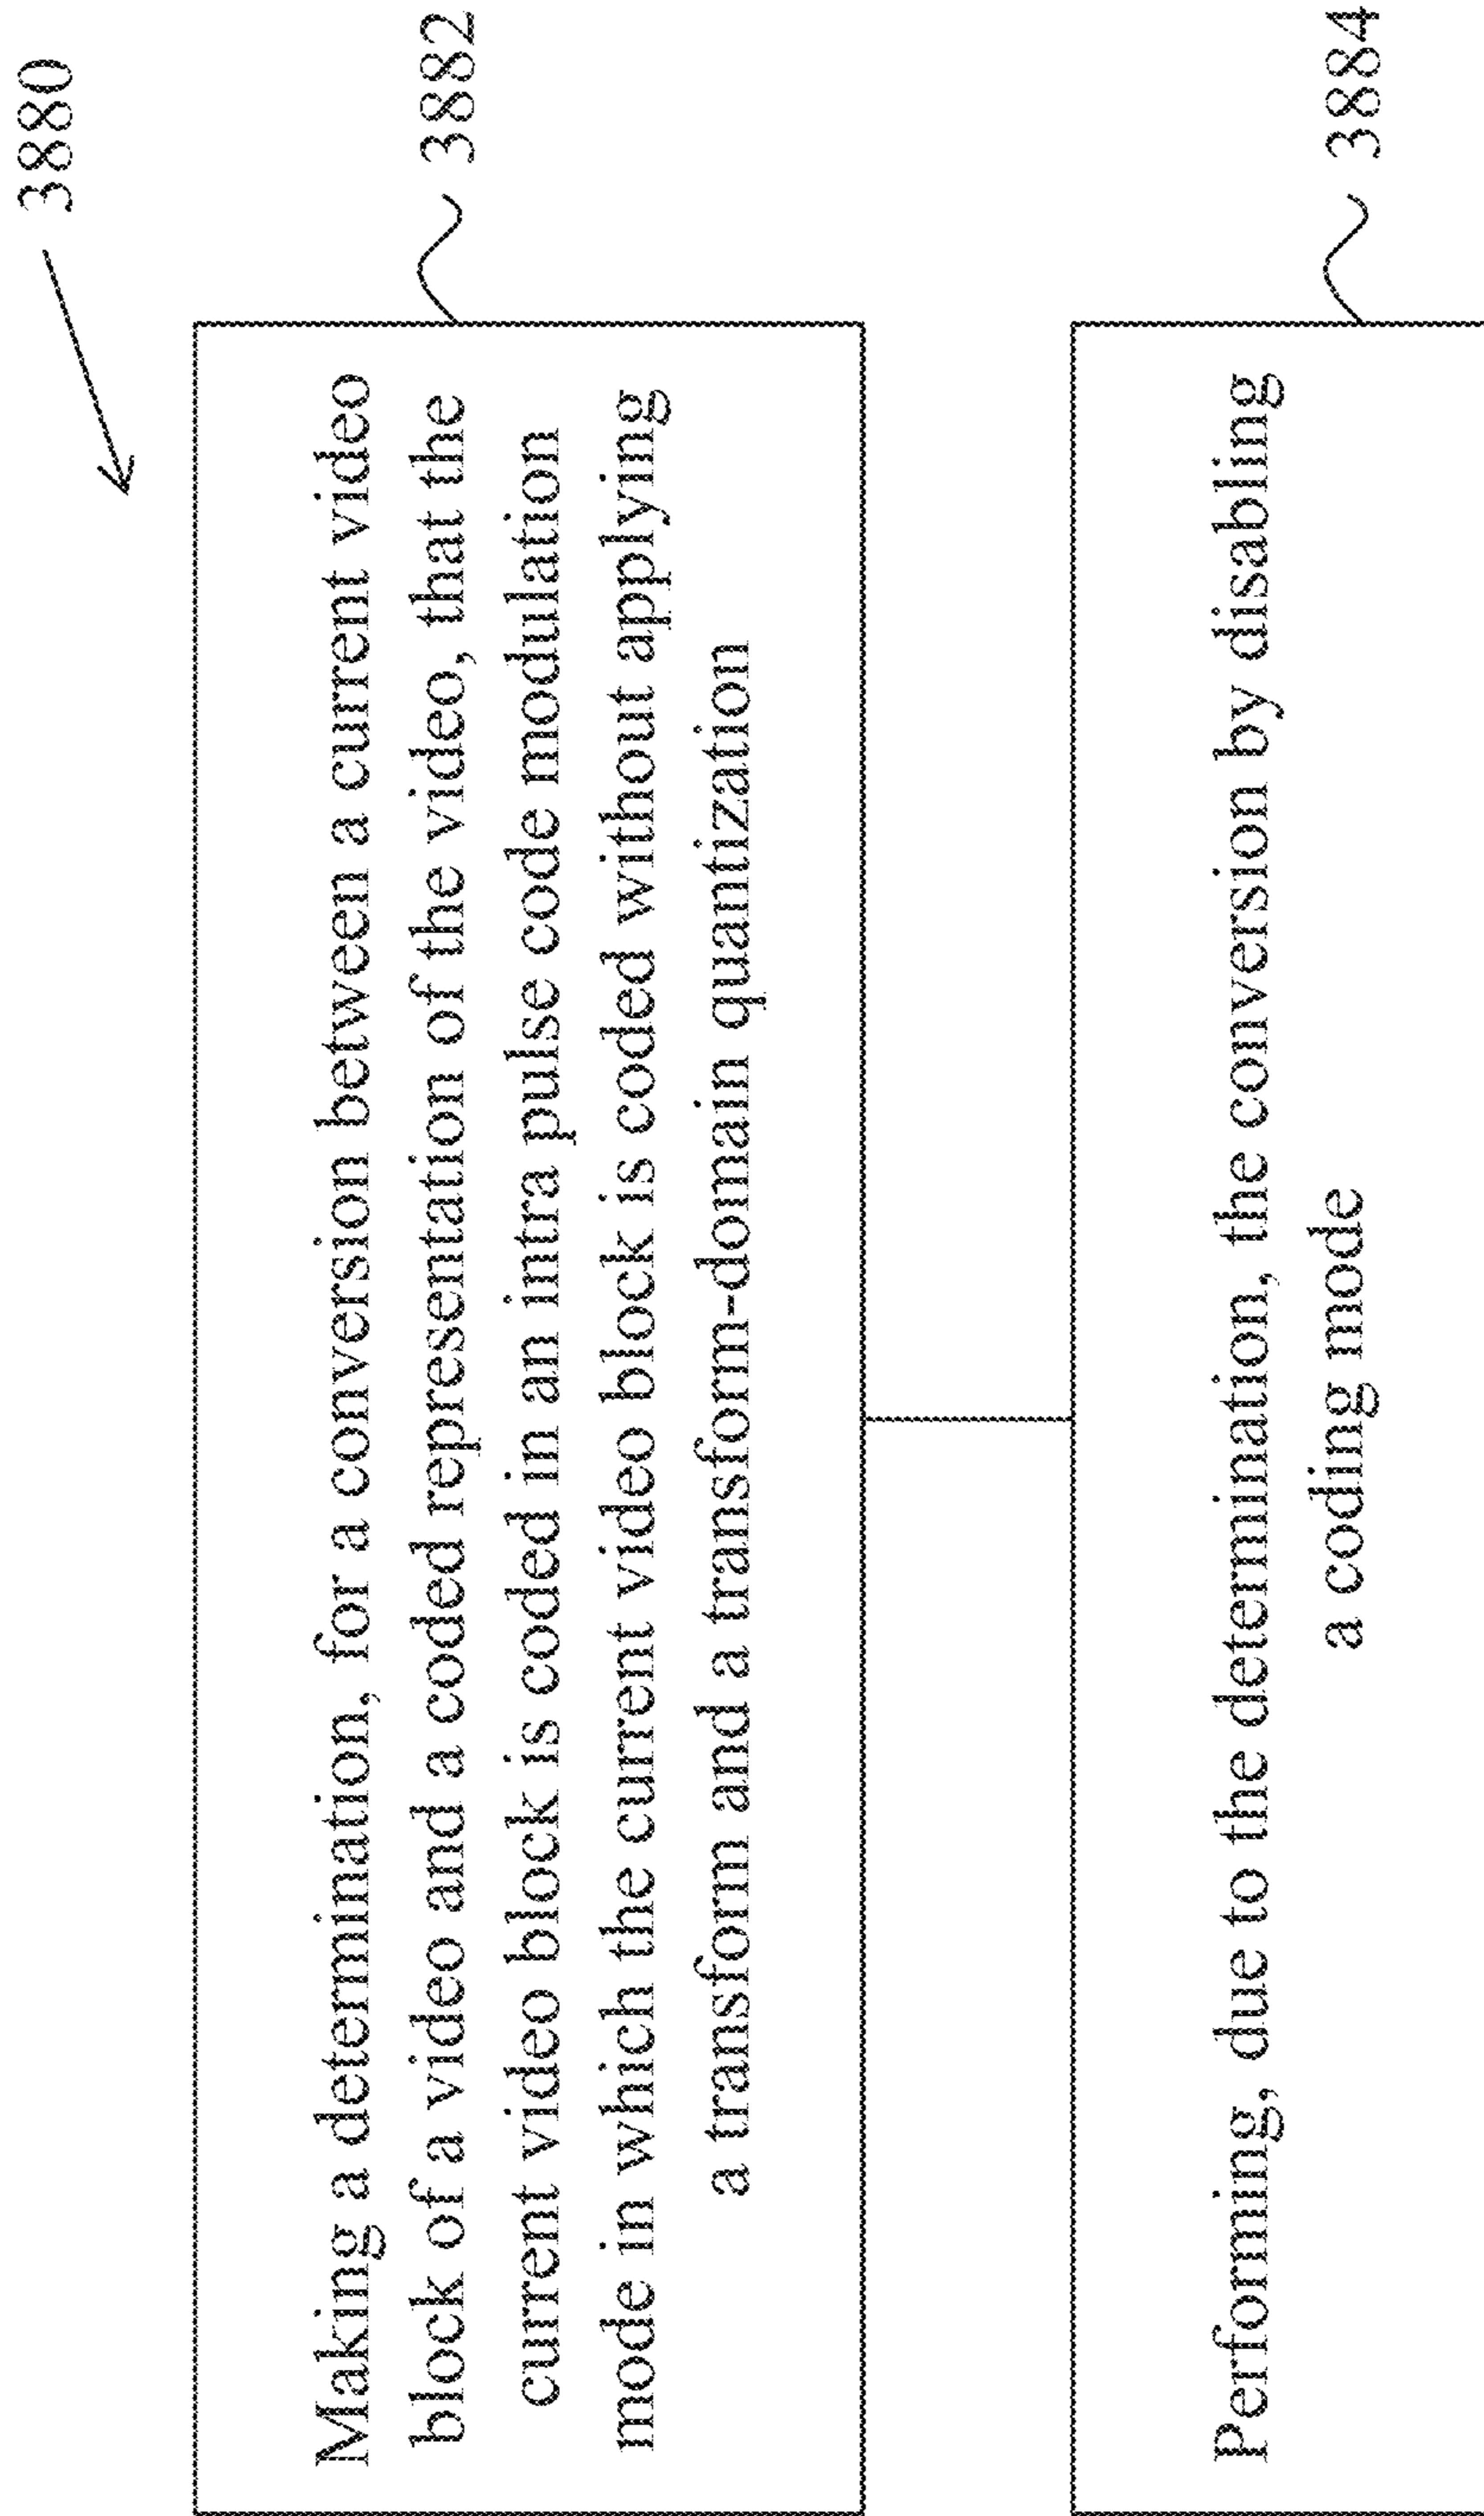 3880
Making a determination, for a conversion between a current video
block of a video and a coded representation of the video, that the
current video block is coded in an intra pulse code modulation
mode in which the current video block is coded without applying
a transform and a transform-domain quantization
3882
Performing, due to the determination, the conversion by disabling
a coding mode
3884